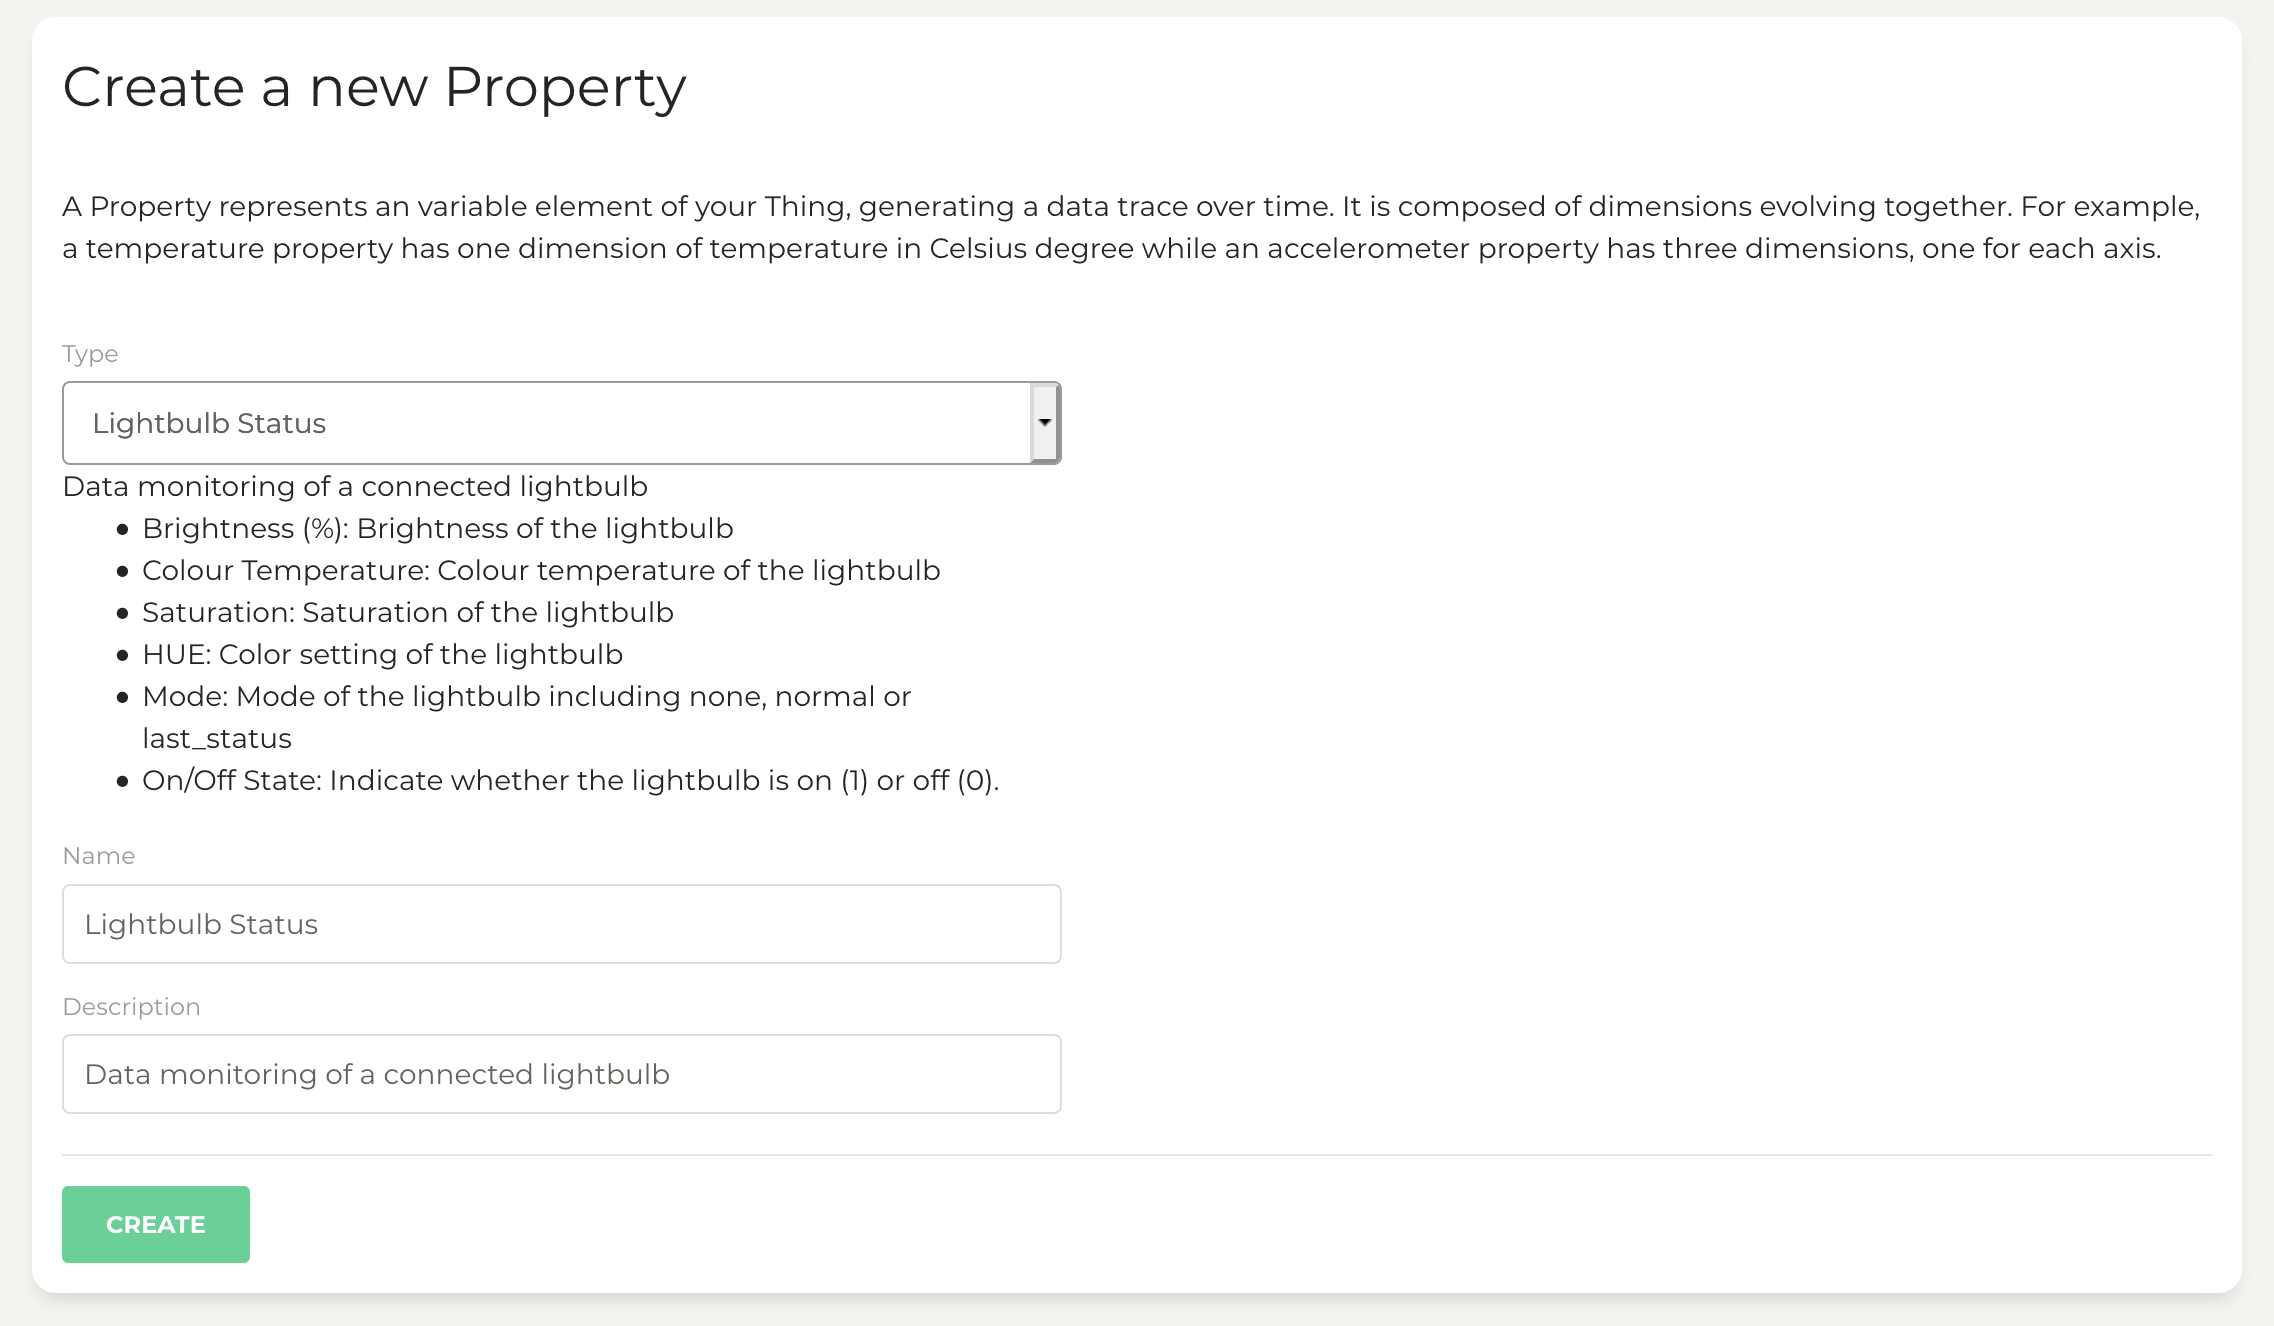 Create a new Property
A Property represents an variable element of your Thing, generating a data trace over time. It is composed of dimensions evolving together. For example,
a temperature property has one dimension of temperature in Celsius degree while an accelerometer property has three dimensions, one for each axis.
Type
Lightbulb Status
Data monitoring of a connected lightbulb
● Brightness (%): Brightness of the lightbulb
● Colour Temperature: Colour temperature of the lightbulb
● Saturation: Saturation of the lightbulb
● HUE: Color setting of the lightbulb
● Mode: Mode of the lightbulb including none, normal or
last_status
● On/Off State: Indicate whether the lightbulb is on (1) or off (0).
Name
Lightbulb Status
Description
Data monitoring of a connected lightbulb
CREATE